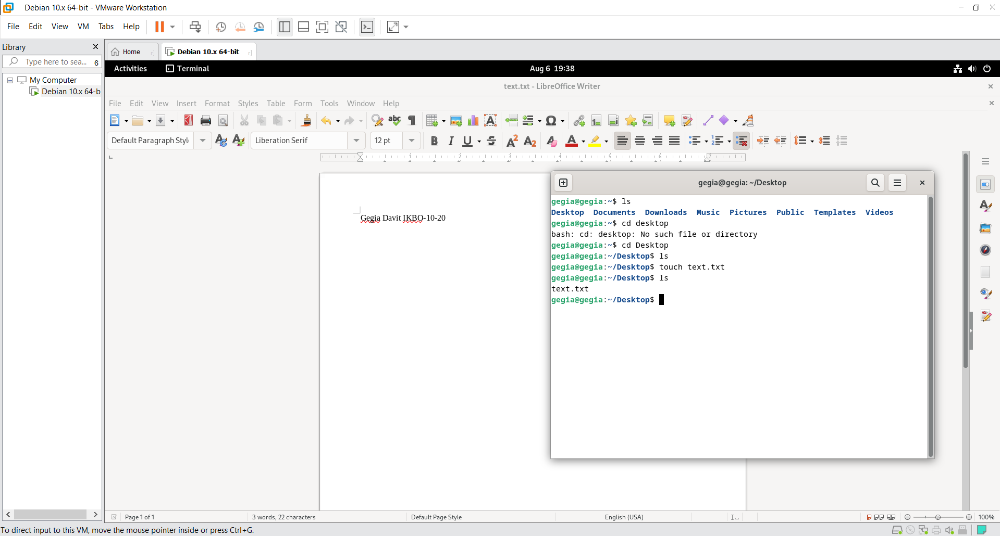 Debian 10.x 64-bit - VMware Workstation
File Edit View VM Tabs Help
Library
Type here to sea... 6
My Computer
Debian 10.x 64-b
Home
Debian 10.x 64-bit
Activities Terminal Aug 6 19:38
text.txt - LibreOffice Writer
File Edit View Insert Format Styles Table Form Tools Window Help
Default Paragraph Styl Liberation Serif 12 pt
1 2 3 4 5 6 7
Gegia Davit IKBO-10-20
gegia@gegia: ~/Desktop
gegia@gegia:~$ ls
Desktop Documents Downloads Music Pictures Public Templates Videos
gegia@gegia:~$ cd desktop
bash: cd: desktop: No such file or directory
gegia@gegia:~$ cd Desktop
gegia@gegia:~/Desktop$ ls
gegia@gegia:~/Desktop$ touch text.txt
gegia@gegia:~/Desktop$ ls
text.txt
gegia@gegia:~/Desktop$
Page 1 of 1 3 words, 22 characters Default Page Style English (USA) 100%
To direct input to this VM, move the mouse pointer inside or press Ctrl+G.